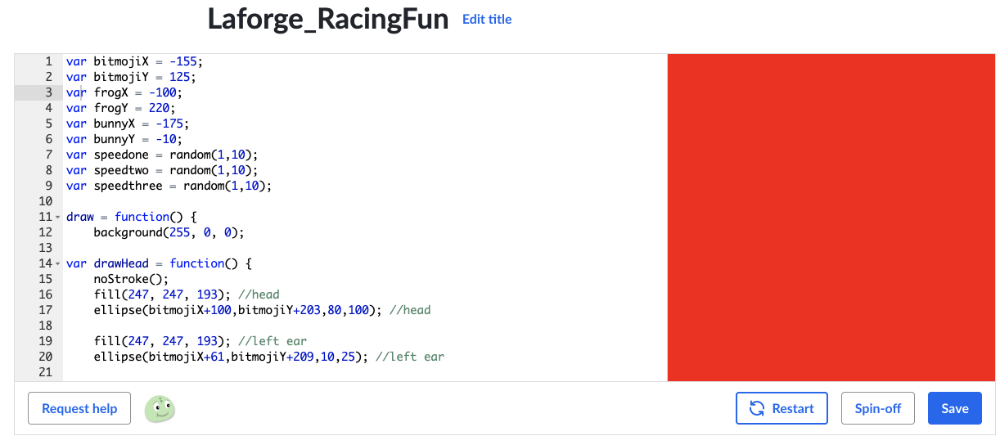 Laforge_RacingFun Edit title
1 var bitmojiX = -155;
2 var bitmojiY = 125;
3 var frogX = -100;
4 var frogY = 220;
5 var bunnyX = -175;
6 var bunnyY = -10;
7 var speedone = random(1,10);
8 var speedtwo = random(1,10);
9 var speedthree = random(1,10);
10
11 draw = function() {
12 background(255, 0, 0);
13
14 var drawHead = function() {
15 noStroke();
16 fill(247, 247, 193); //head
17 ellipse(bitmojiX+100,bitmojiY+203,80,100); //head
18
19 fill(247, 247, 193); //left ear
20 ellipse(bitmojiX+61,bitmojiY+209,10,25); //left ear
21
Request help Restart Spin-off Save